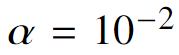 α = 10⁻²